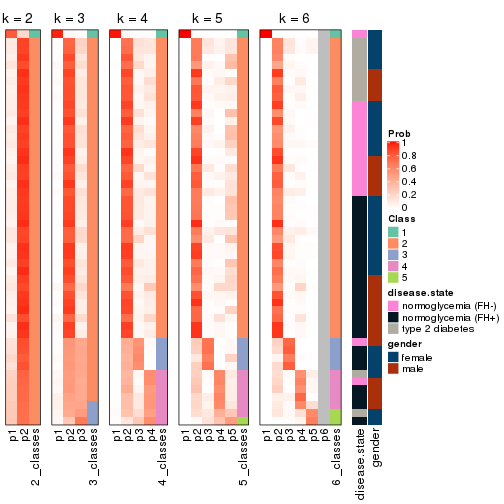 k = 2
k = 3
k = 4
k = 5
k = 6
Prob
1
0.8
0.6
0.4
0.2
0
Class
1
2
3
4
5
disease.state
normoglycemia (FH-)
normoglycemia (FH+)
type 2 diabetes
gender
female
male
p1
p2
2_classes
p1
p2
p3
3_classes
p1
p2
p3
p4
4_classes
p1
p2
p3
p4
p5
5_classes
p1
p2
p3
p4
p5
p6
6_classes
disease.state
gender